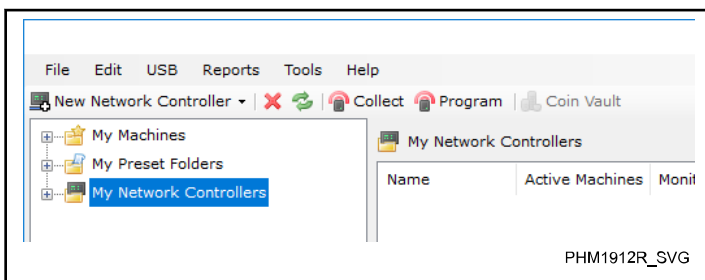 File Edit USB Reports Tools Help
New Network Controller Collect Program Coin Vault
My Machines
My Preset Folders
My Network Controllers
My Network Controllers
Name Active Machines Monit
PHM1912R_SVG